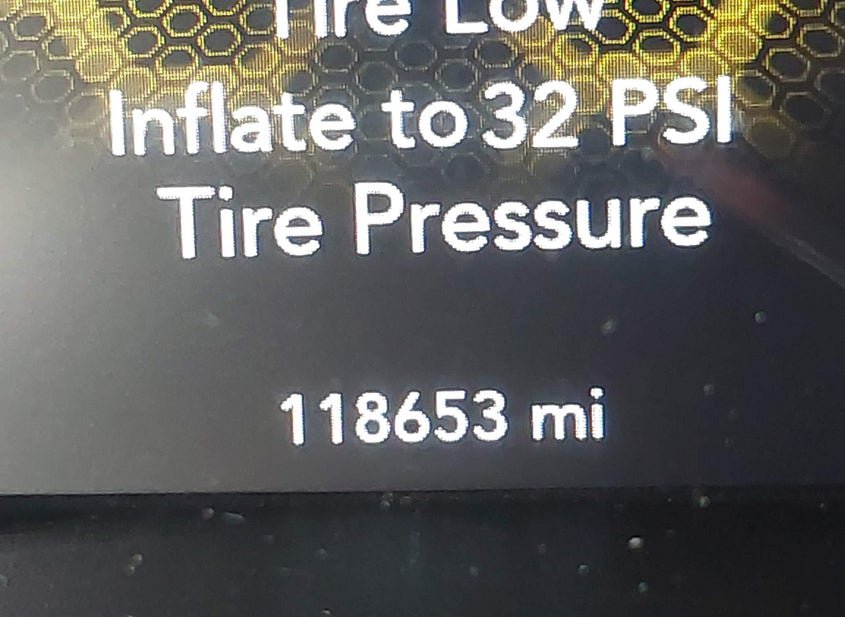 Tire Low
Inflate to 32 PSI
Tire Pressure
118653 mi